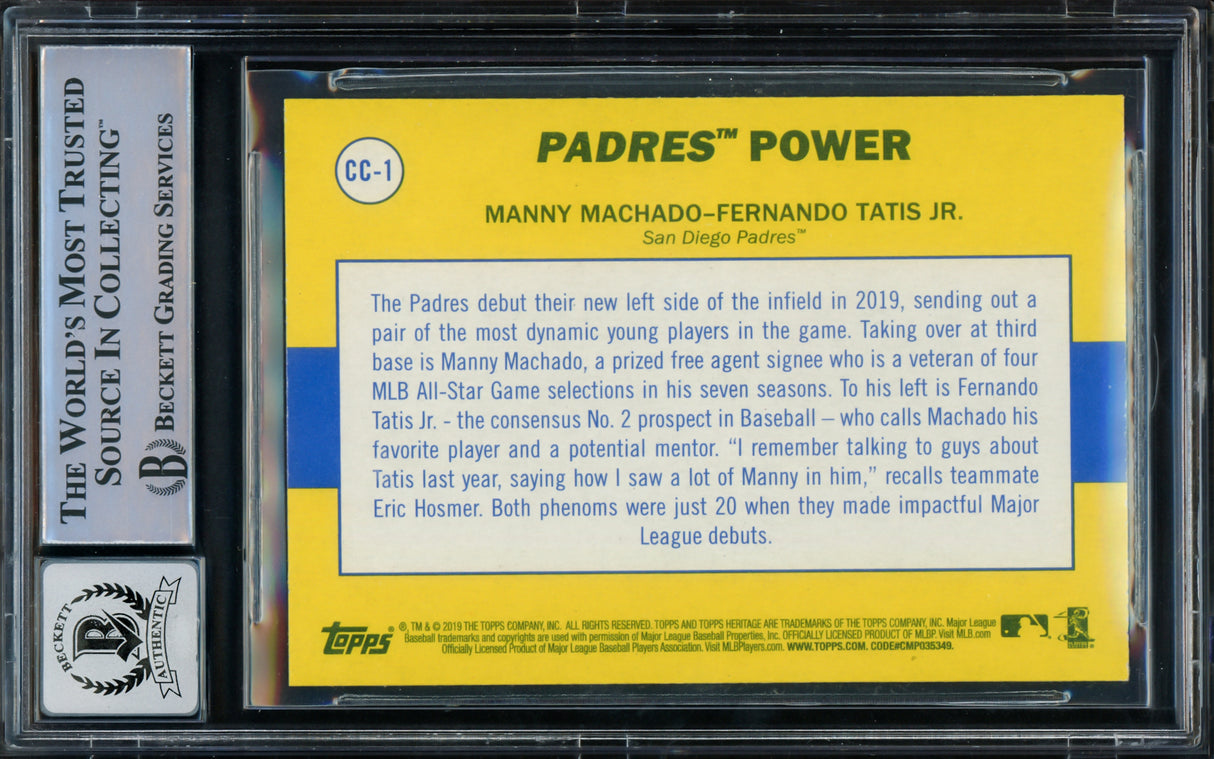 THE WORLD'S MOST TRUSTED
SOURCE IN COLLECTING™
BECKETT GRADING SERVICES
BECKETT
AUTHENTIC
CC-1
PADRES™ POWER
MANNY MACHADO–FERNANDO TATIS JR.
San Diego Padres™
The Padres debut their new left side of the infield in 2019, sending out a
pair of the most dynamic young players in the game. Taking over at third
base is Manny Machado, a prized free agent signee who is a veteran of four
MLB All-Star Game selections in his seven seasons. To his left is Fernando
Tatis Jr. - the consensus No. 2 prospect in Baseball – who calls Machado his
favorite player and a potential mentor. “I remember talking to guys about
Tatis last year, saying how I saw a lot of Manny in him,” recalls teammate
Eric Hosmer. Both phenoms were just 20 when they made impactful Major
League debuts.
Topps
®, TM & © 2019 THE TOPPS COMPANY, INC. ALL RIGHTS RESERVED. TOPPS AND TOPPS HERITAGE ARE TRADEMARKS OF THE TOPPS COMPANY, INC. Major League
Baseball trademarks and copyrights are used with permission of Major League Baseball Properties, Inc. OFFICIALLY LICENSED PRODUCT OF MLBP. Visit MLB.com
Officially Licensed Product of Major League Baseball Players Association. Visit MLBPlayers.com. WWW.TOPPS.COM. CODE#CMP035349.